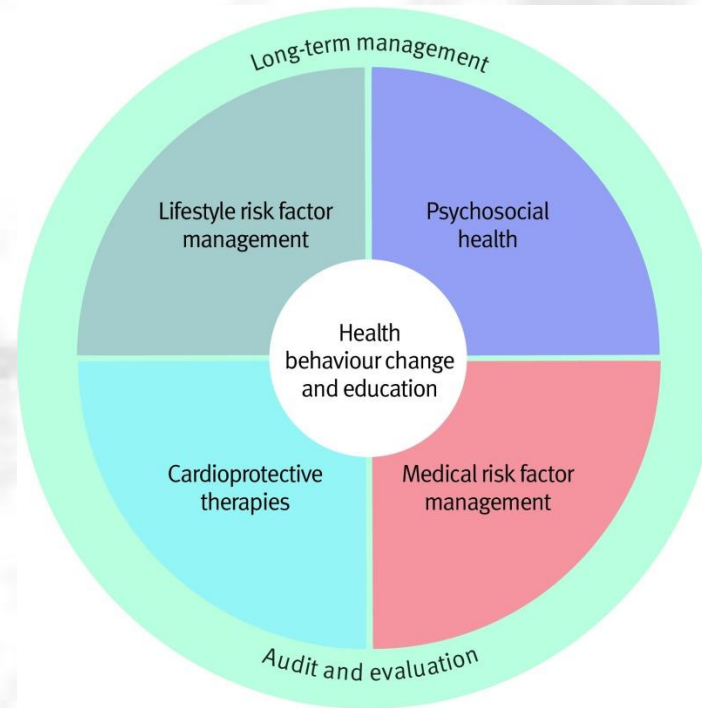 Long-term management
Lifestyle risk factor
management
Psychosocial
health
Health
behaviour change
and education
Cardioprotective
therapies
Medical risk factor
management
Audit and evaluation